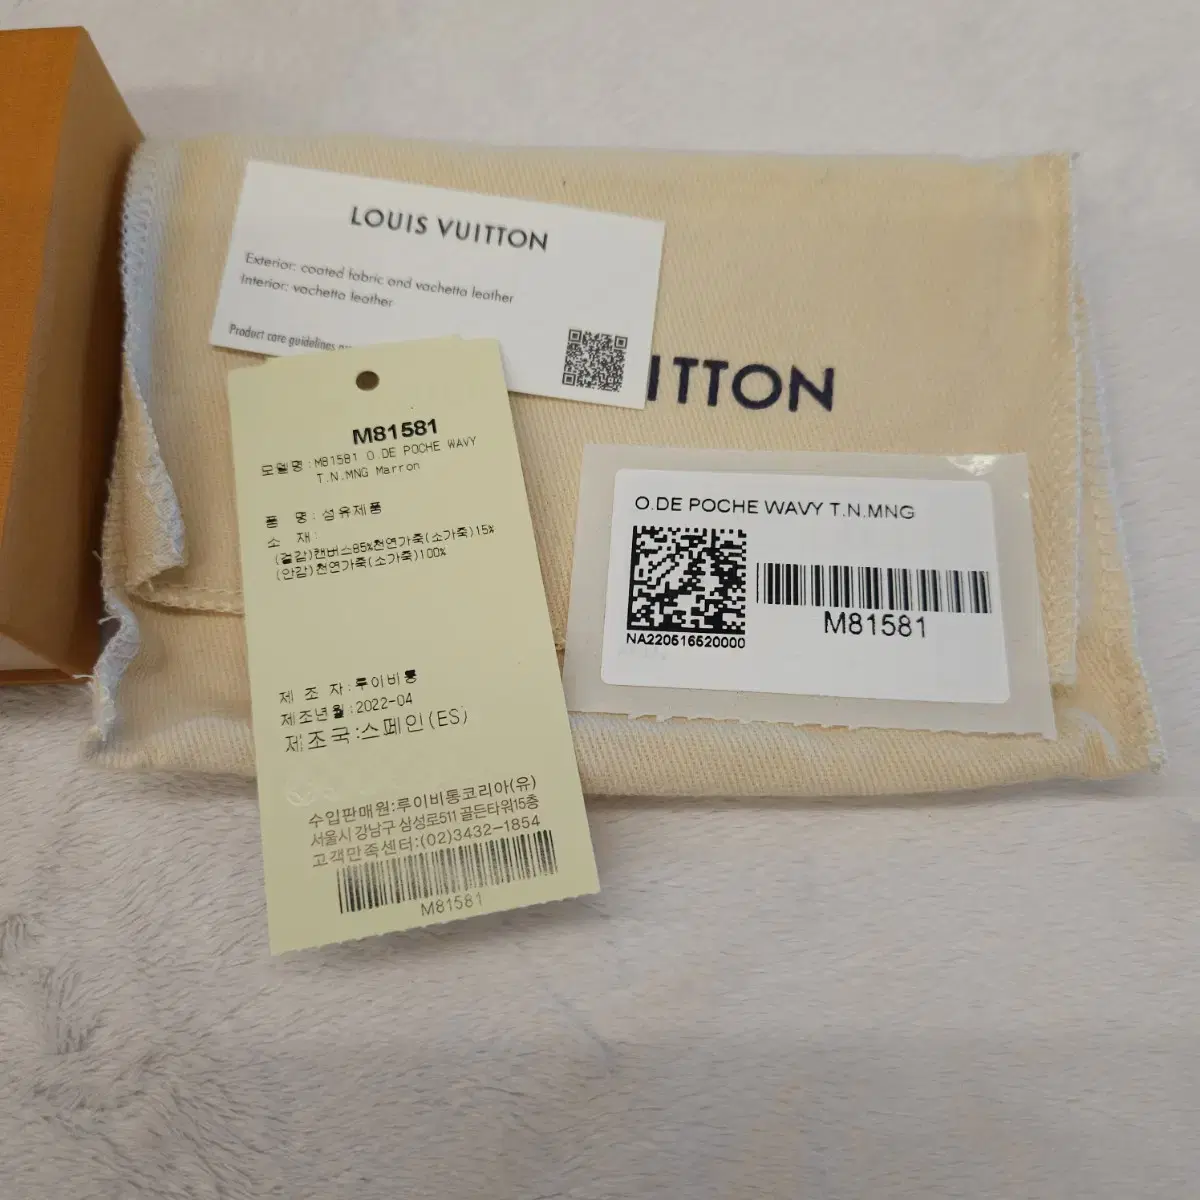 LOUIS VUITTON
Exterior: coated fabric and vachetta leather
Interior: vachetta leather
Product care guidelines
ITTON
M81581
모델명:M81581 O.DE POCHE WAVY
T.N.MNG Marron
품 명:섬유제품
소 재:
(겉감)캔버스85%천연가죽(소가죽)15%
(안감)천연가죽(소가죽)100%
제 조 자:루이비통
제조년월:2022-04
제조국:스페인(ES)
수입판매원:루이비통코리아(유)
서울시 강남구 삼성로511 골든타워15층
고객만족센터:(02)3432-1854
M81581
O.DE POCHE WAVY T.N.MNG
M81581
NA220516520000